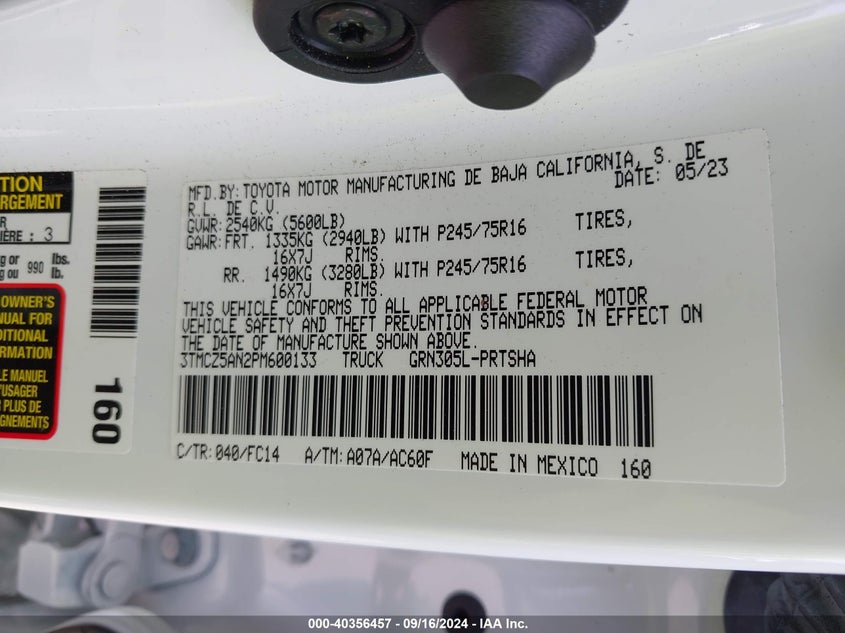 TION
RGEMENT
R
IÈRE : 3
kg or 990 lbs.
kg ou lb.
OWNER'S
NUAL FOR
DITIONAL
ORMATION
LE MANUEL
'USAGER
PLUS DE
GNEMENTS
160
MFD.BY:TOYOTA MOTOR MANUFACTURING DE BAJA CALIFORNIA, S. DE
R.L. DE C.V. DATE: 05/23
GVWR:2540KG (5600LB)
GAWR:FRT. 1335KG (2940LB) WITH P245/75R16 TIRES,
16X7J RIMS.
RR. 1490KG (3280LB) WITH P245/75R16 TIRES,
16X7J RIMS.
THIS VEHICLE CONFORMS TO ALL APPLICABLE FEDERAL MOTOR
VEHICLE SAFETY AND THEFT PREVENTION STANDARDS IN EFFECT ON
THE DATE OF MANUFACTURE SHOWN ABOVE.
3TMCZ5AN2PM600133 TRUCK GRN305L-PRTSHA
C/TR:040/FC14 A/TM:A07A/AC60F MADE IN MEXICO 160
000-40356457 - 09/16/2024 - IAA Inc.